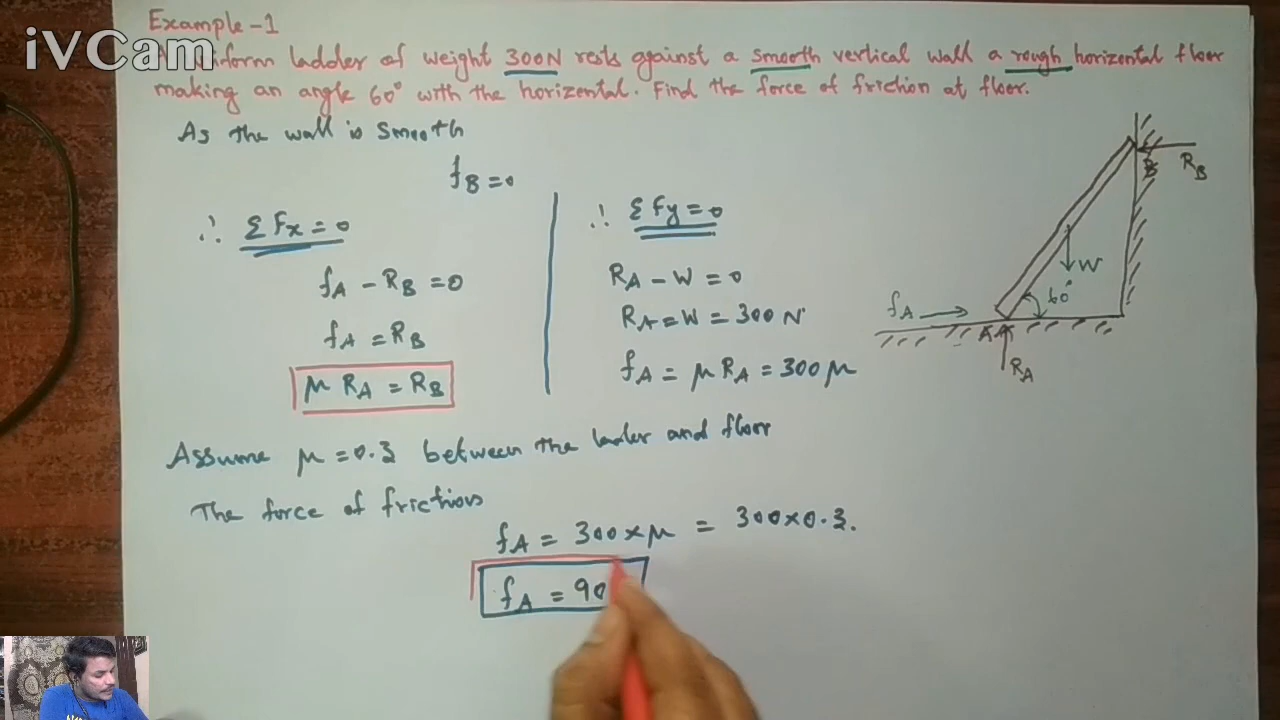 Example-1
iVCam
uniform ladder of weight 300N rests against a smooth vertical wall a rough horizental floor
making an angle 60° with the horizental. Find the force of friction at floor.
As the wall is smooth
fB = 0
∴ ΣFx = 0
fA - RB = 0
fA = RB
μ RA = RB
∴ ΣFy = 0
RA - W = 0
RA = W = 300 N
fA = μ RA = 300 μ
B
RB
W
60°
fA →
A
RA
Assume μ = 0.3 between the lader and floor
The force of frictions
fA = 300 × μ = 300 × 0.3.
fA = 90